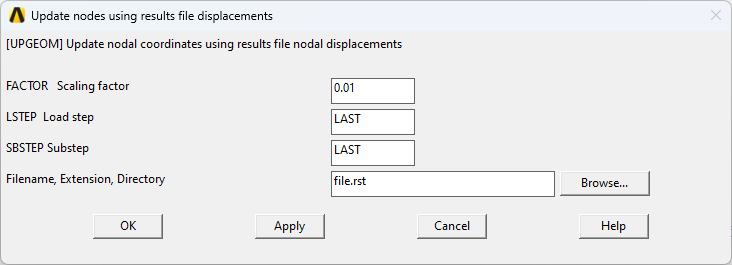 Update nodes using results file displacements
[UPGEOM] Update nodal coordinates using results file nodal displacements
FACTOR Scaling factor 0.01
LSTEP Load step LAST
SBSTEP Substep LAST
Filename, Extension, Directory file.rst Browse...
OK Apply Cancel Help